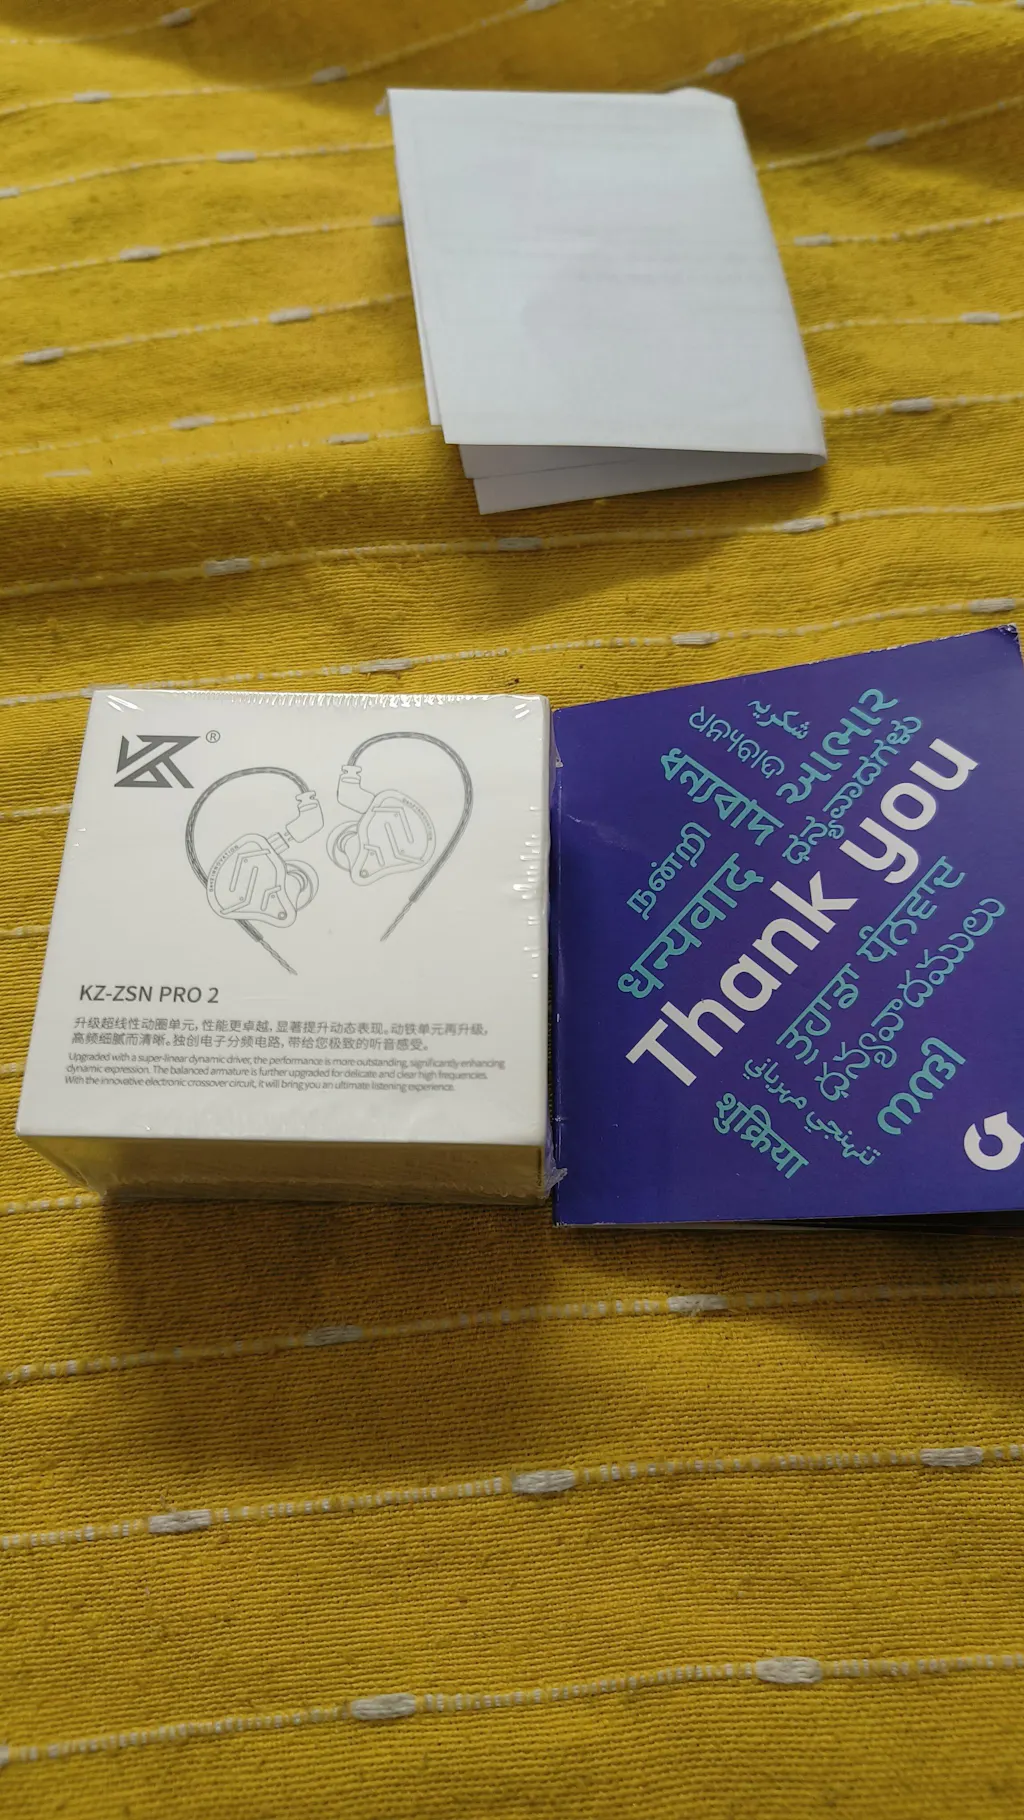 KZ®
KZ-ZSN PRO 2
升级超线性动圈单元，性能更卓越，显著提升动态表现。动铁单元再升级，
高频细腻而清晰。独创电子分频电路，带给您极致的听音感受。
Upgraded with a super-linear dynamic driver, the performance is more outstanding, significantly enhancing
dynamic expression. The balanced armature is further upgraded for delicate and clear high frequencies.
With the innovative electronic crossover circuit, it will bring you an ultimate listening experience.
شکریہ
ଧନ୍ୟବାଦ
આભાર
ধন্যবাদ
ಧನ್ಯವಾದಗಳು
நன்றி
धन्यवाद
Thank you
ਧੰਨਵਾਦ
ధన్యవాదములు
നന്ദി
शुक्रिया